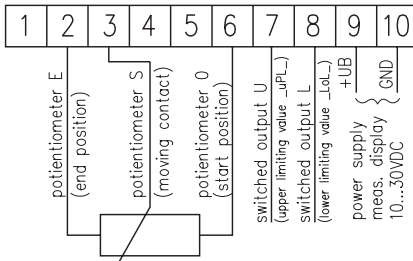 1 2 3 4 5 6 7 8 9 10
potientiometer E
(end position)
potientiometer S
(moving contact)
potientiometer O
(start position)
switched output U
(upper limiting value _uPL_)
switched output L
(lower limiting value _LoL_)
+UB
GND
power supply
meas. display
10...30VDC